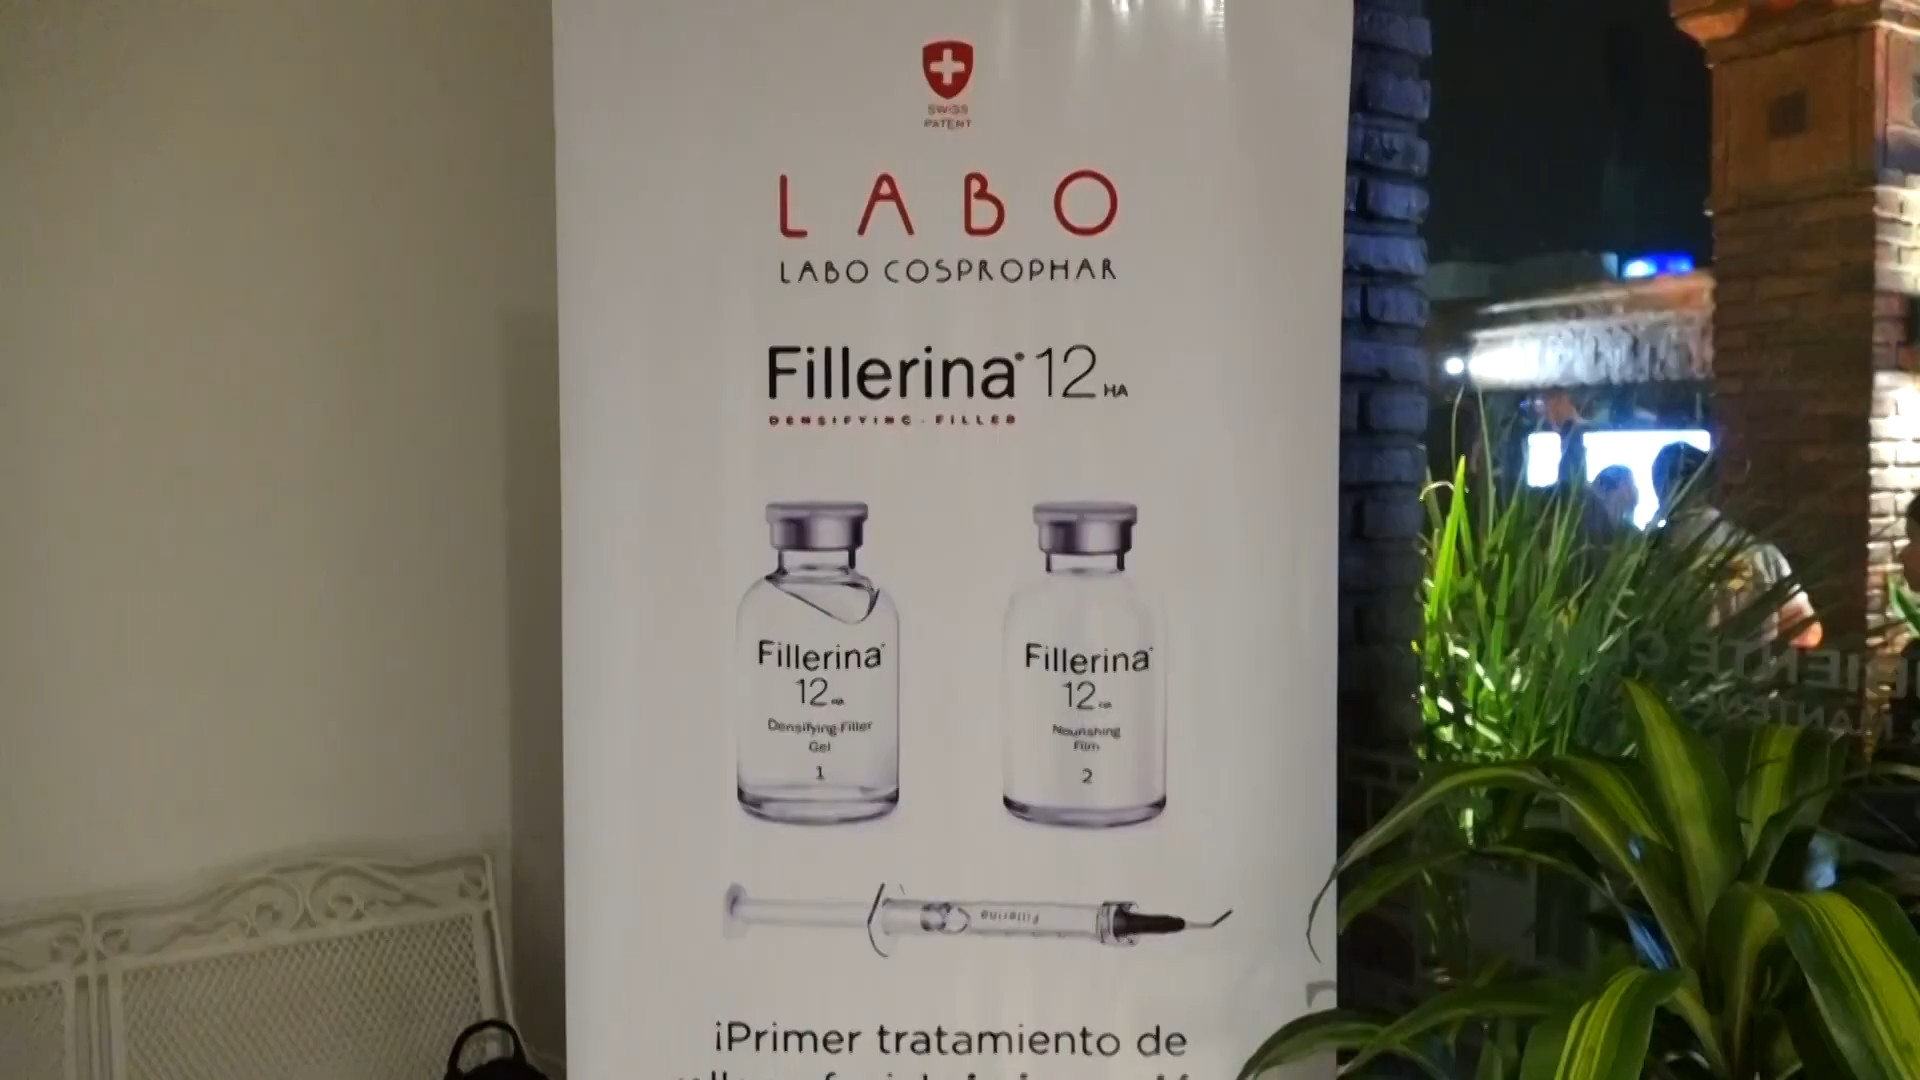 SWISS
PATENT
LABO
LABO COSPROPHAR
Fillerina® 12 HA
DENSIFYING-FILLER
Fillerina®
12 HA
Densifying-Filler
Gel
1
Fillerina®
12 HA
Nourishing
Film
2
Fillerina
¡Primer tratamiento de